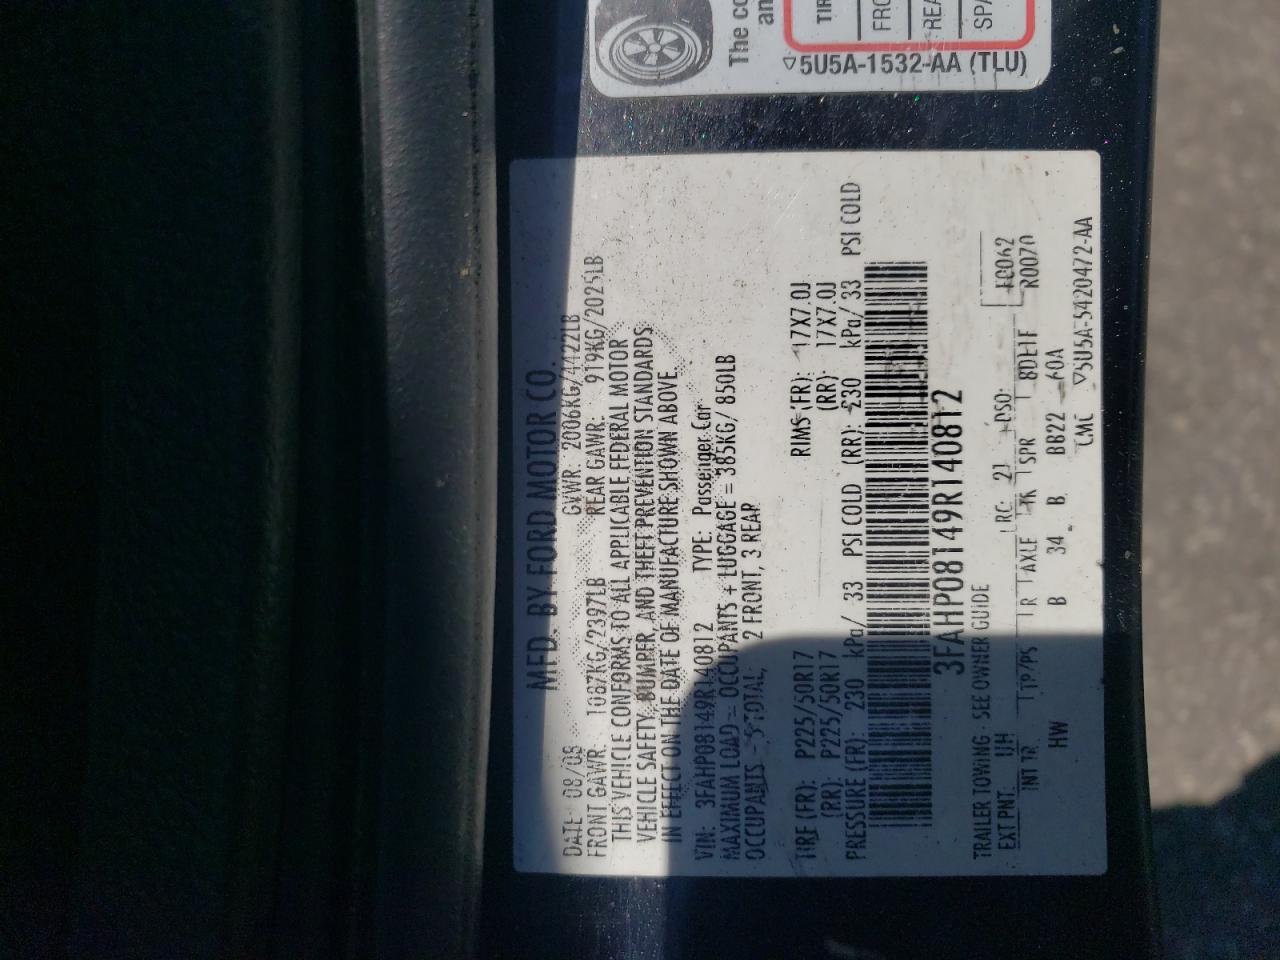 The co
an
TIR
FRO
REA
SPA
▽5U5A-1532-AA (TLU)
MFD. BY FORD MOTOR CO.
DATE: 08/08 GVWR 2006KG/4422LB
FRONT GAWR: 1087KG/2397LB REAR GAWR: 919KG/2025LB
THIS VEHICLE CONFORMS TO ALL APPLICABLE FEDERAL MOTOR
VEHICLE SAFETY, BUMPER, AND THEFT PREVENTION STANDARDS
IN EFFECT ON THE DATE OF MANUFACTURE SHOWN ABOVE.
VIN: 3FAHP08149R140812 TYPE: Passenger Car
MAXIMUM LOAD = OCCUPANTS + LUGGAGE = 385KG/ 850LB
OCCUPANTS = 5 TOTAL, 2 FRONT, 3 REAR
TIRE (FR): P225/50R17 RIMS (FR): 17X7.0J
(RR): P225/50R17 (RR): 17X7.0J
PRESSURE (FR): 230 kPa/ 33 PSI COLD (RR): 230 kPa/ 33 PSI COLD
3FAHP08149R140812
TRAILER TOWING - SEE OWNER GUIDE
EXT PNT: UH RC: 21 DSO: F0062
INT TR TP/PS R AXLE TK SPR 8DE1F R0070
HW B 34 B BB22 60A
CMC ▽5U5A-5420472-AA